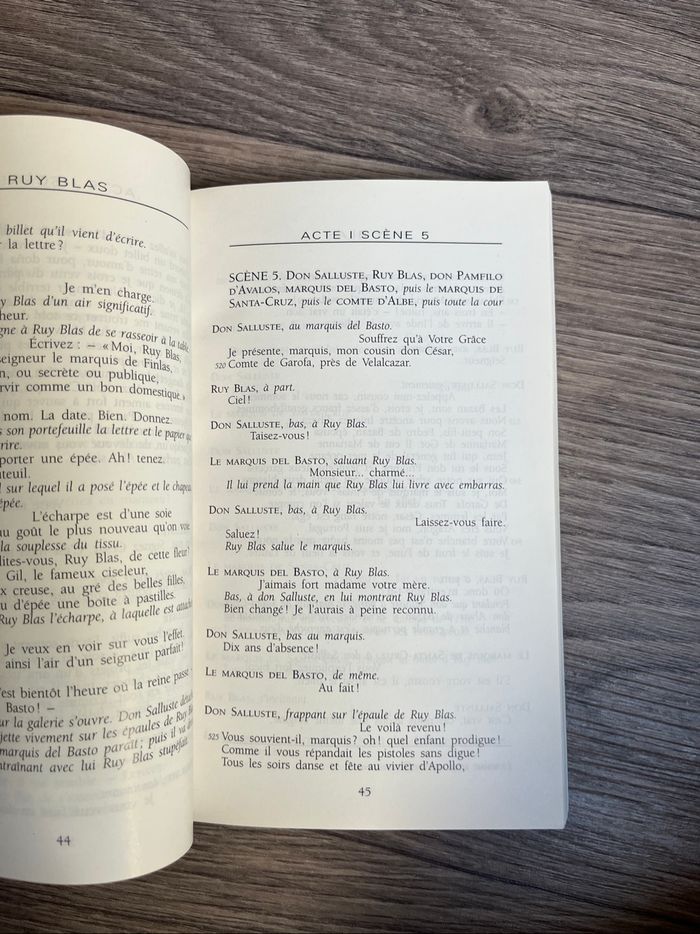 RUY BLAS
billet qu'il vient d'écrire.
la lettre ?
Je m'en charge.
Blas d'un air significatif.
heur.
gne à Ruy Blas de se rasseoir à la table.
Écrivez : – « Moi, Ruy Blas,
eigneur le marquis de Finlas,
n, ou secrète ou publique,
rvir comme un bon domestique. »
nom. La date. Bien. Donnez.
s son portefeuille la lettre et le papier
rire.
porter une épée. Ah ! tenez.
uteuil.
l sur lequel il a posé l'épée et le chapeau
épée.
L'écharpe est d'une soie
au goût le plus nouveau qu'on voie
la souplesse du tissu.
dites-vous, Ruy Blas, de cette fleur ?
Gil, le fameux ciseleur,
x creuse, au gré des belles filles,
u d'épée une boîte à pastilles.
Ruy Blas l'écharpe, à laquelle est
Je veux en voir sur vous l'effet.
ainsi l'air d'un seigneur parfait !
'est bientôt l'heure où la reine passe
Basto ! –
ur la galerie s'ouvre. Don Salluste
jette vivement sur les épaules de Ruy
marquis del Basto paraît ; puis il va
ntraînant avec lui Ruy Blas stupéfait.
44
ACTE I SCÈNE 5
SCÈNE 5. DON SALLUSTE, RUY BLAS, DON PAMFILO
D'AVALOS, MARQUIS DEL BASTO, puis le MARQUIS DE
SANTA-CRUZ, puis le COMTE D'ALBE, puis toute la cour
DON SALLUSTE, au marquis del Basto.
Souffrez qu'à Votre Grâce
Je présente, marquis, mon cousin don César,
520 Comte de Garofa, près de Velalcazar.
RUY BLAS, à part.
Ciel !
DON SALLUSTE, bas, à Ruy Blas.
Taisez-vous !
LE MARQUIS DEL BASTO, saluant Ruy Blas.
Monsieur... charmé...
Il lui prend la main que Ruy Blas lui livre avec embarras.
DON SALLUSTE, bas, à Ruy Blas.
Laissez-vous faire.
Saluez !
Ruy Blas salue le marquis.
LE MARQUIS DEL BASTO, à Ruy Blas.
J'aimais fort madame votre mère.
Bas, à don Salluste, en lui montrant Ruy Blas.
Bien changé ! Je l'aurais à peine reconnu.
DON SALLUSTE, bas au marquis.
Dix ans d'absence !
LE MARQUIS DEL BASTO, de même.
Au fait !
DON SALLUSTE, frappant sur l'épaule de Ruy Blas.
Le voilà revenu !
525 Vous souvient-il, marquis ? oh ! quel enfant prodigue !
Comme il vous répandait les pistoles sans digue !
Tous les soirs danse et fête au vivier d'Apollo,
45